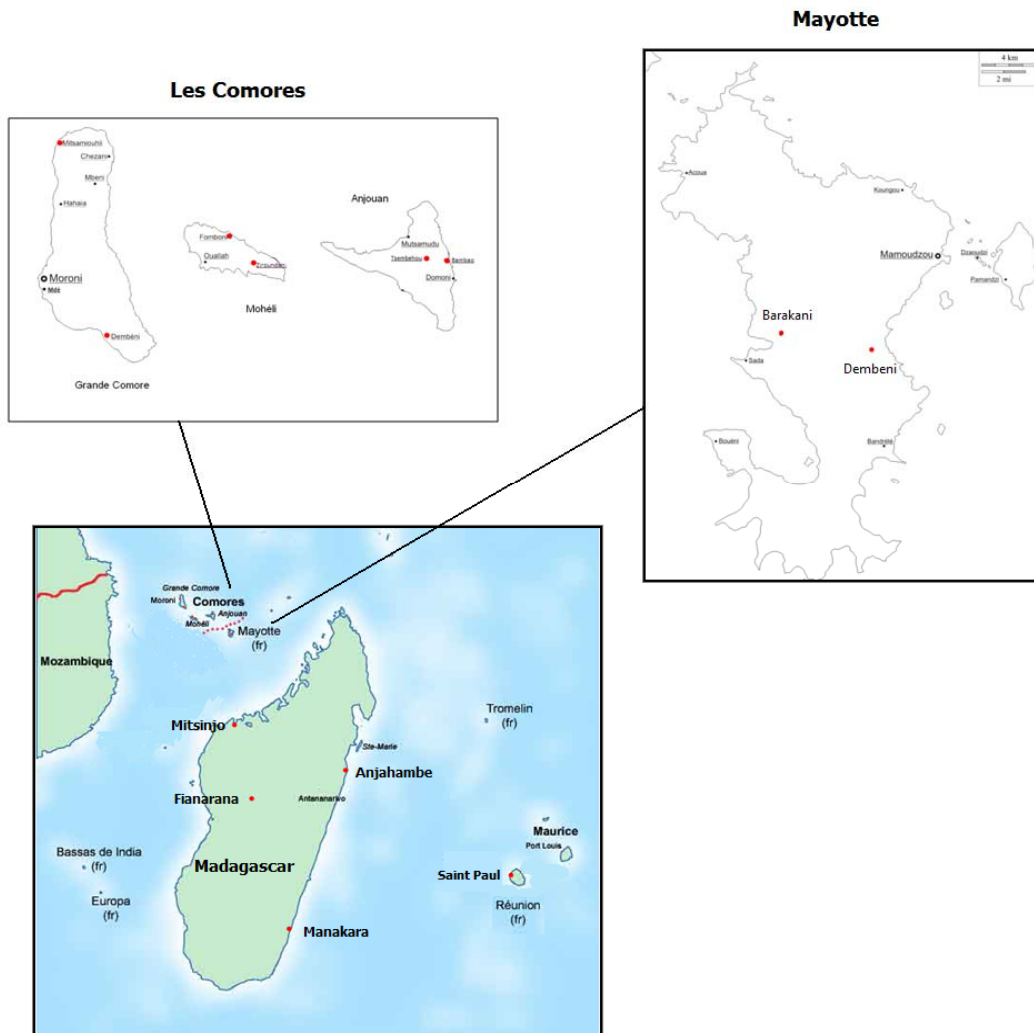 Mayotte
4 km
2 mi
Les Comores
Mitsamiouhli
Chezani
Mbeni
Hahaia
Moroni
Mdé
Dembéni
Grande Comore
Fomboni
Ouallah
Mohéli
Anjouan
Mutsamudu
Tsembehou
Bambao
Domoni
Acoua
Koungou
Mamoudzou
Dzaoudzi
Pamandzi
Barakani
Sada
Dembeni
Bouéni
Bandrélé
Grande Comore
Moroni
Comores
Anjouan
Mohéli
Mayotte
(fr)
Mozambique
Mitsinjo
Tromelin
(fr)
Ste-Marie
Anjahambe
Fianarana
Antananarivo
Maurice
Port Louis
Bassas de India
(fr)
Madagascar
Saint Paul
Europa
(fr)
Réunion
(fr)
Manakara